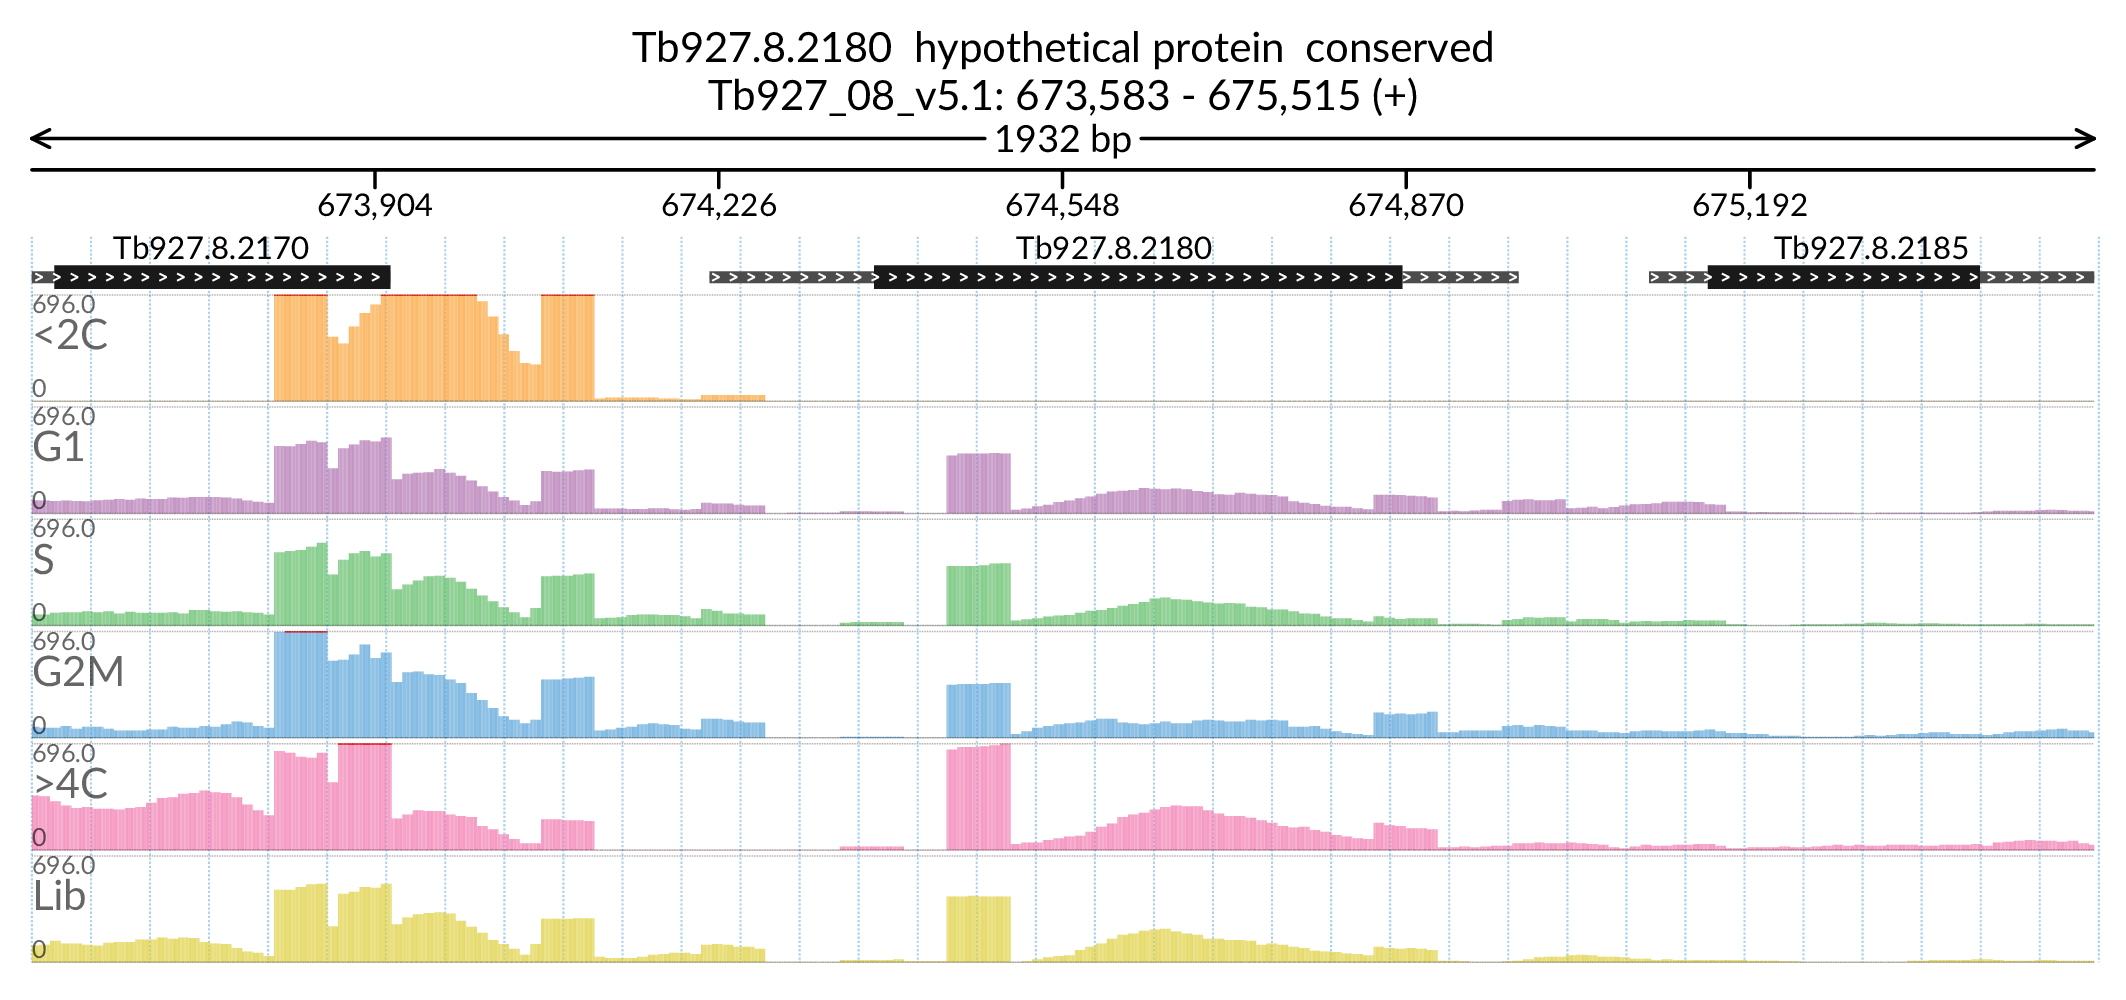 Tb927.8.2180  hypothetical protein  conserved
Tb927_08_v5.1: 673,583 - 675,515 (+)
1932 bp
673,904 674,226 674,548 674,870 675,192
Tb927.8.2170 Tb927.8.2180 Tb927.8.2185
696.0
<2C
0
696.0
G1
0
696.0
S
0
696.0
G2M
0
696.0
>4C
0
696.0
Lib
0